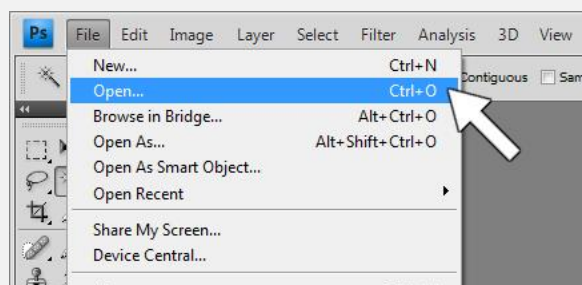 Ps File Edit Image Layer Select Filter Analysis 3D View
New... Ctrl+N
Contiguous Sam
Open... Ctrl+O
Browse in Bridge... Alt+Ctrl+O
Open As... Alt+Shift+Ctrl+O
Open As Smart Object...
Open Recent
Share My Screen...
Device Central...